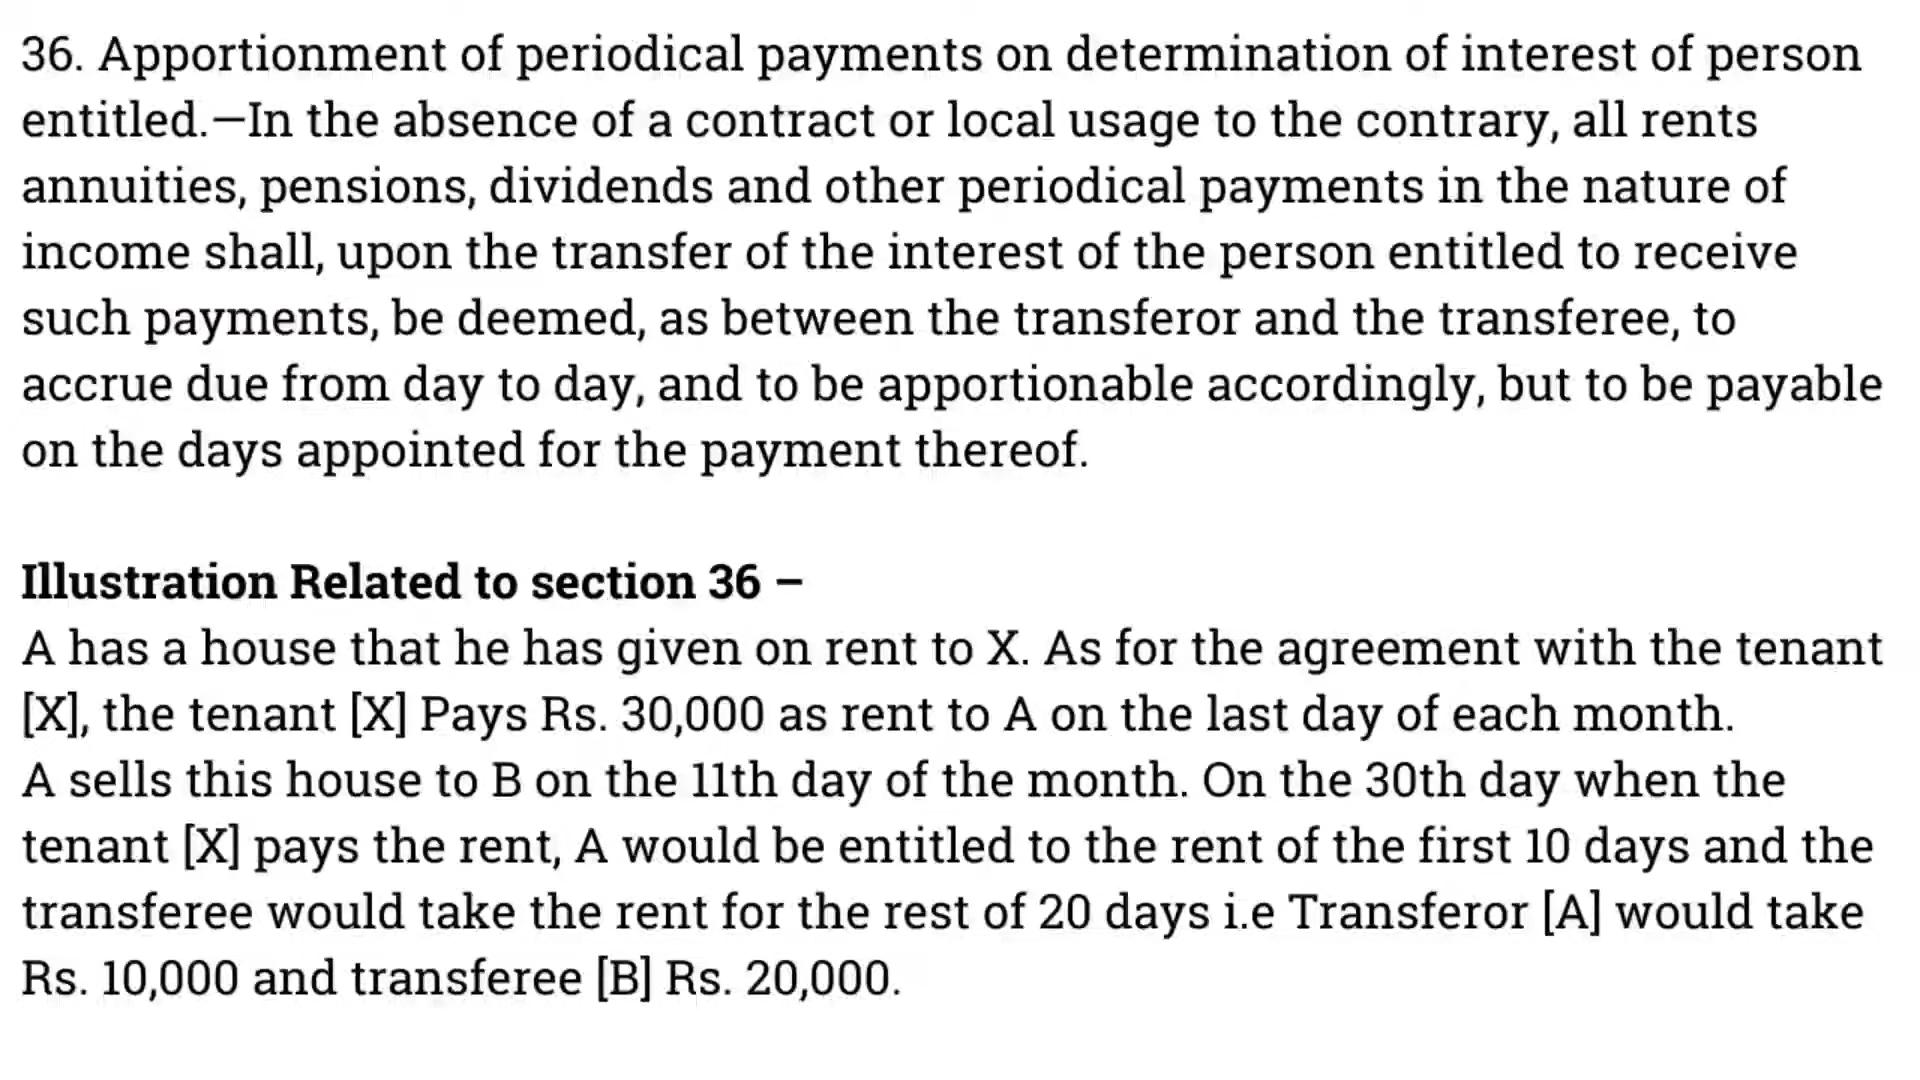 36. Apportionment of periodical payments on determination of interest of person
entitled.—In the absence of a contract or local usage to the contrary, all rents
annuities, pensions, dividends and other periodical payments in the nature of
income shall, upon the transfer of the interest of the person entitled to receive
such payments, be deemed, as between the transferor and the transferee, to
accrue due from day to day, and to be apportionable accordingly, but to be payable
on the days appointed for the payment thereof.
Illustration Related to section 36 –
A has a house that he has given on rent to X. As for the agreement with the tenant
[X], the tenant [X] Pays Rs. 30,000 as rent to A on the last day of each month.
A sells this house to B on the 11th day of the month. On the 30th day when the
tenant [X] pays the rent, A would be entitled to the rent of the first 10 days and the
transferee would take the rent for the rest of 20 days i.e Transferor [A] would take
Rs. 10,000 and transferee [B] Rs. 20,000.